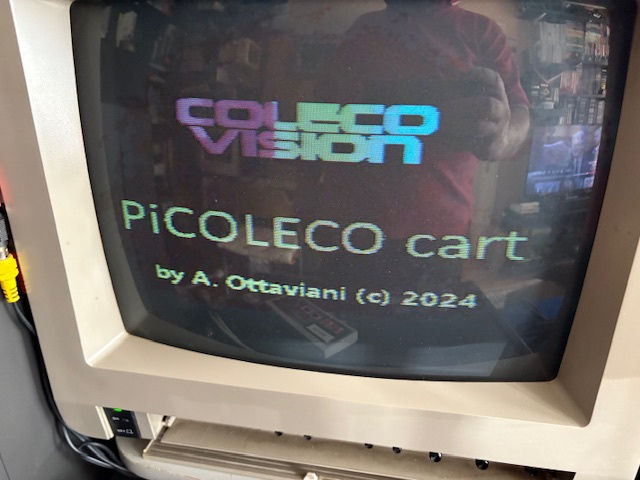 COLECO
VISION
PiCOLECO cart
by A. Ottaviani (c) 2024